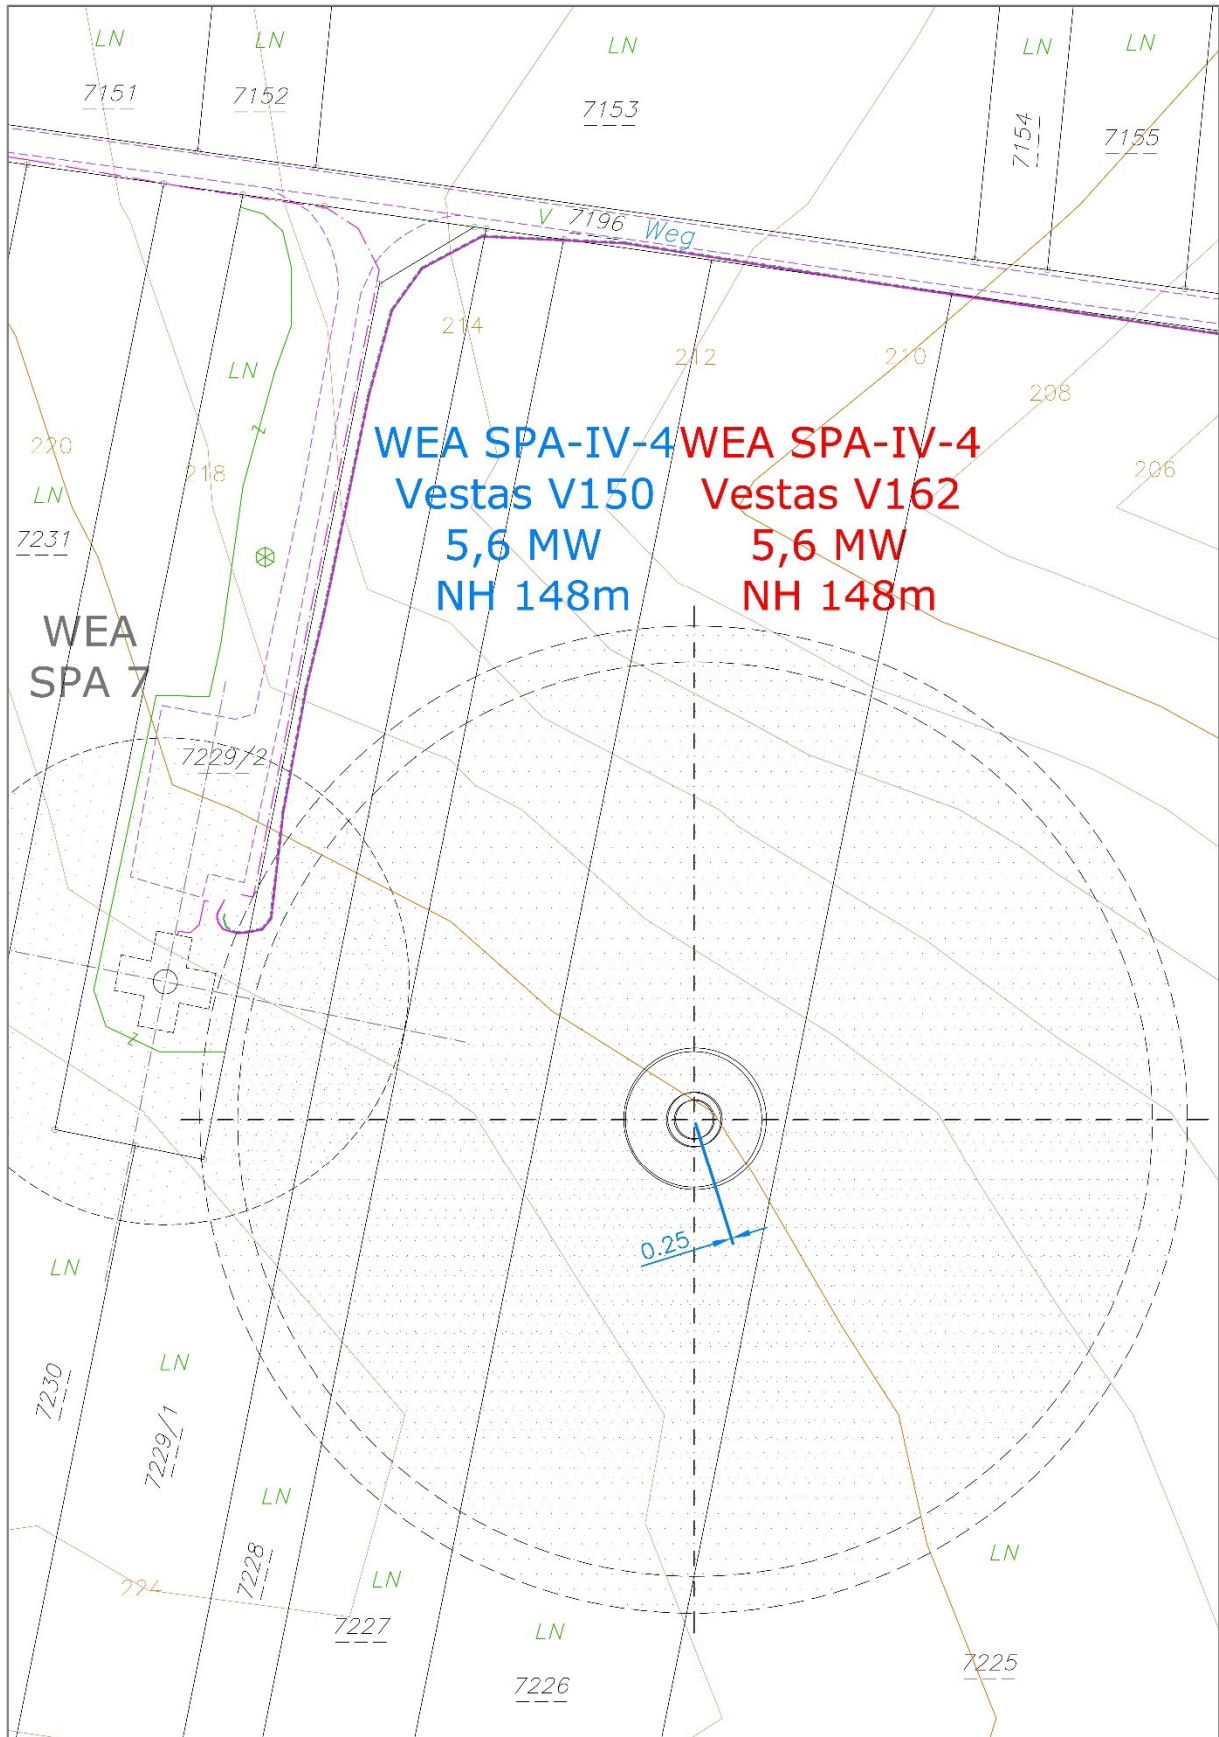 LN
LN
LN
LN
LN
7151
7152
7153
7154
7155
V 7196 Weg
214
212
210
208
206
LN
220
218
LN
7231
WEA SPA-IV-4
Vestas V150
5,6 MW
NH 148m
WEA SPA-IV-4
Vestas V162
5,6 MW
NH 148m
WEA
SPA 7
7229/2
0.25
LN
LN
7230
7229/1
LN
7228
224
LN
7227
LN
7226
LN
7225